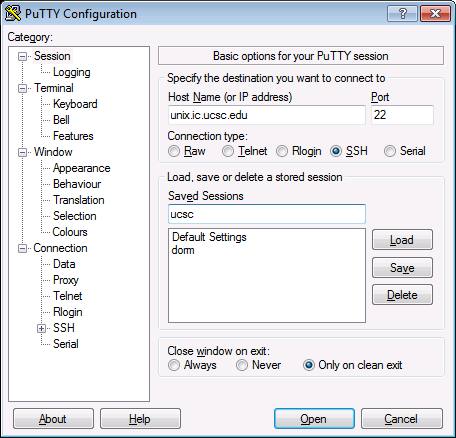 PuTTY Configuration
Category:
Session
Logging
Terminal
Keyboard
Bell
Features
Window
Appearance
Behaviour
Translation
Selection
Colours
Connection
Data
Proxy
Telnet
Rlogin
SSH
Serial
Basic options for your PuTTY session
Specify the destination you want to connect to
Host Name (or IP address) Port
unix.ic.ucsc.edu 22
Connection type:
Raw Telnet Rlogin SSH Serial
Load, save or delete a stored session
Saved Sessions
ucsc
Default Settings
dorm
Load
Save
Delete
Close window on exit:
Always Never Only on clean exit
About Help Open Cancel